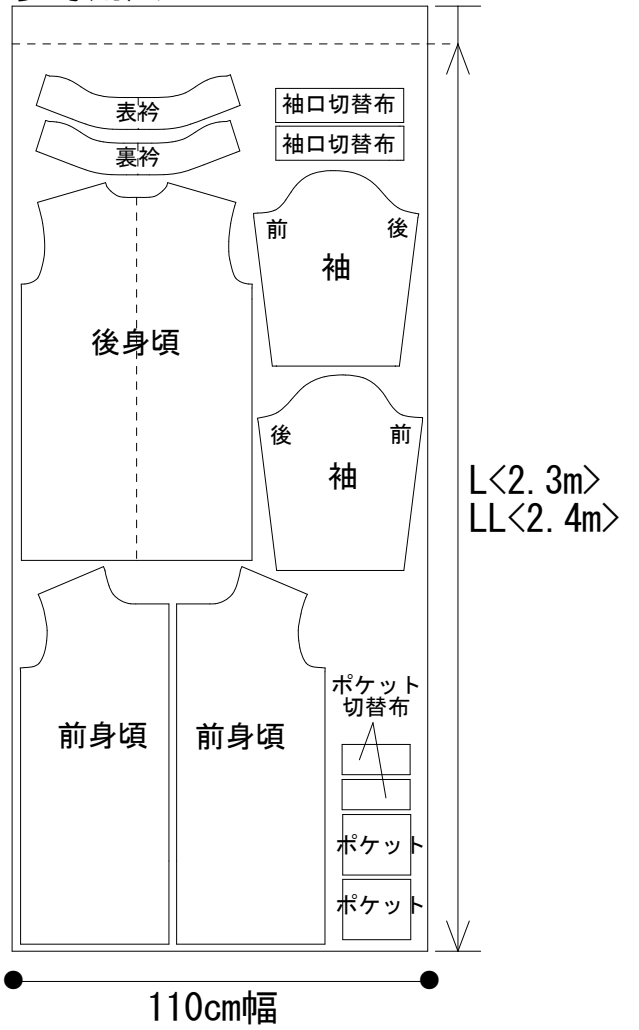 表衿
裏衿
袖口切替布
袖口切替布
前
後
袖
後身頃
後
前
袖
L<2.3m>
LL<2.4m>
ポケット
切替布
前身頃
前身頃
ポケット
ポケット
110cm幅